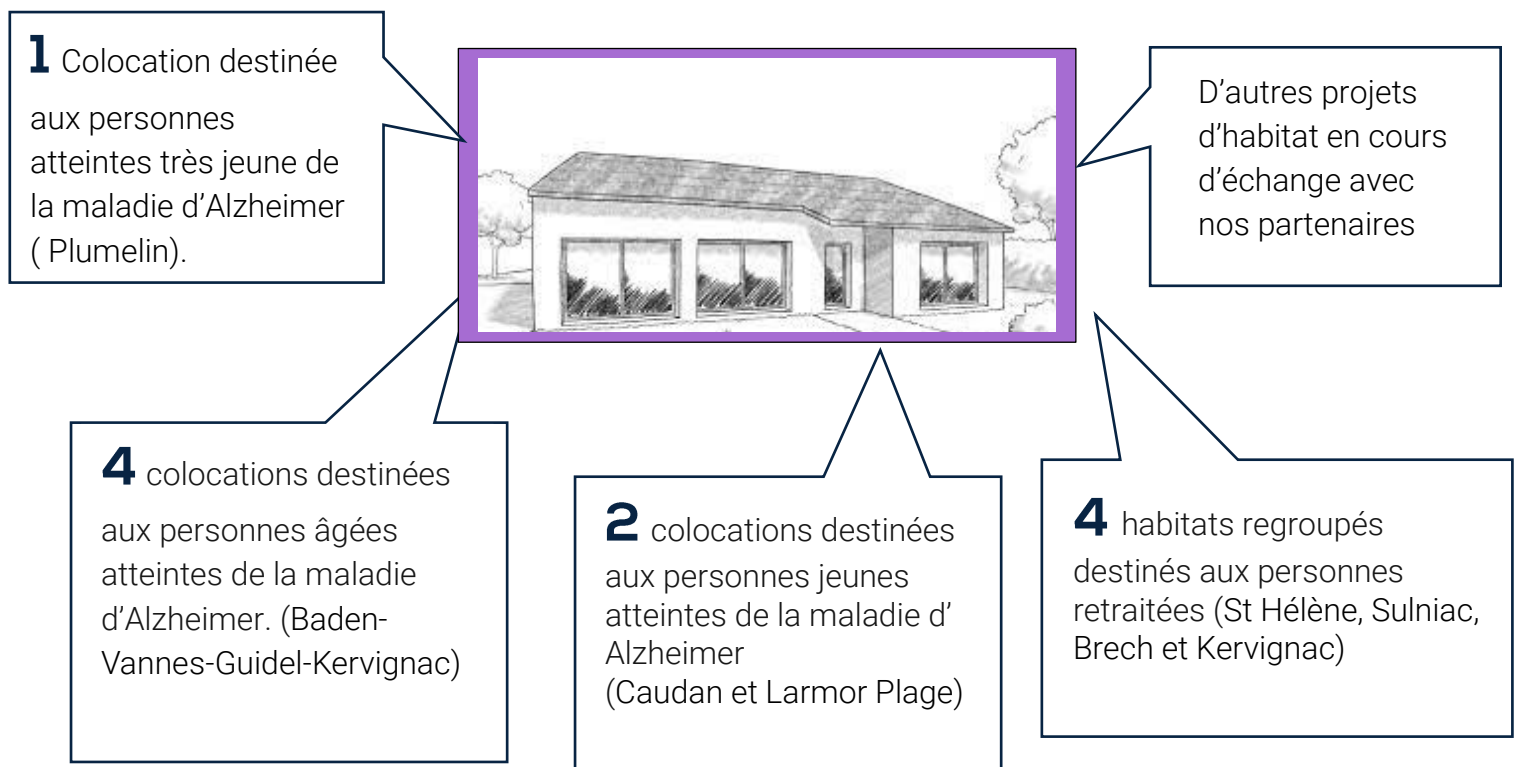 1 Colocation destinée
aux personnes
atteintes très jeune de
la maladie d’Alzheimer
( Plumelin).
D’autres projets
d’habitat en cours
d’échange avec
nos partenaires
4 colocations destinées
aux personnes âgées
atteintes de la maladie
d’Alzheimer. (Baden-
Vannes-Guidel-Kervignac)
2 colocations destinées
aux personnes jeunes
atteintes de la maladie d’
Alzheimer
(Caudan et Larmor Plage)
4 habitats regroupés
destinés aux personnes
retraitées (St Hélène, Sulniac,
Brech et Kervignac)